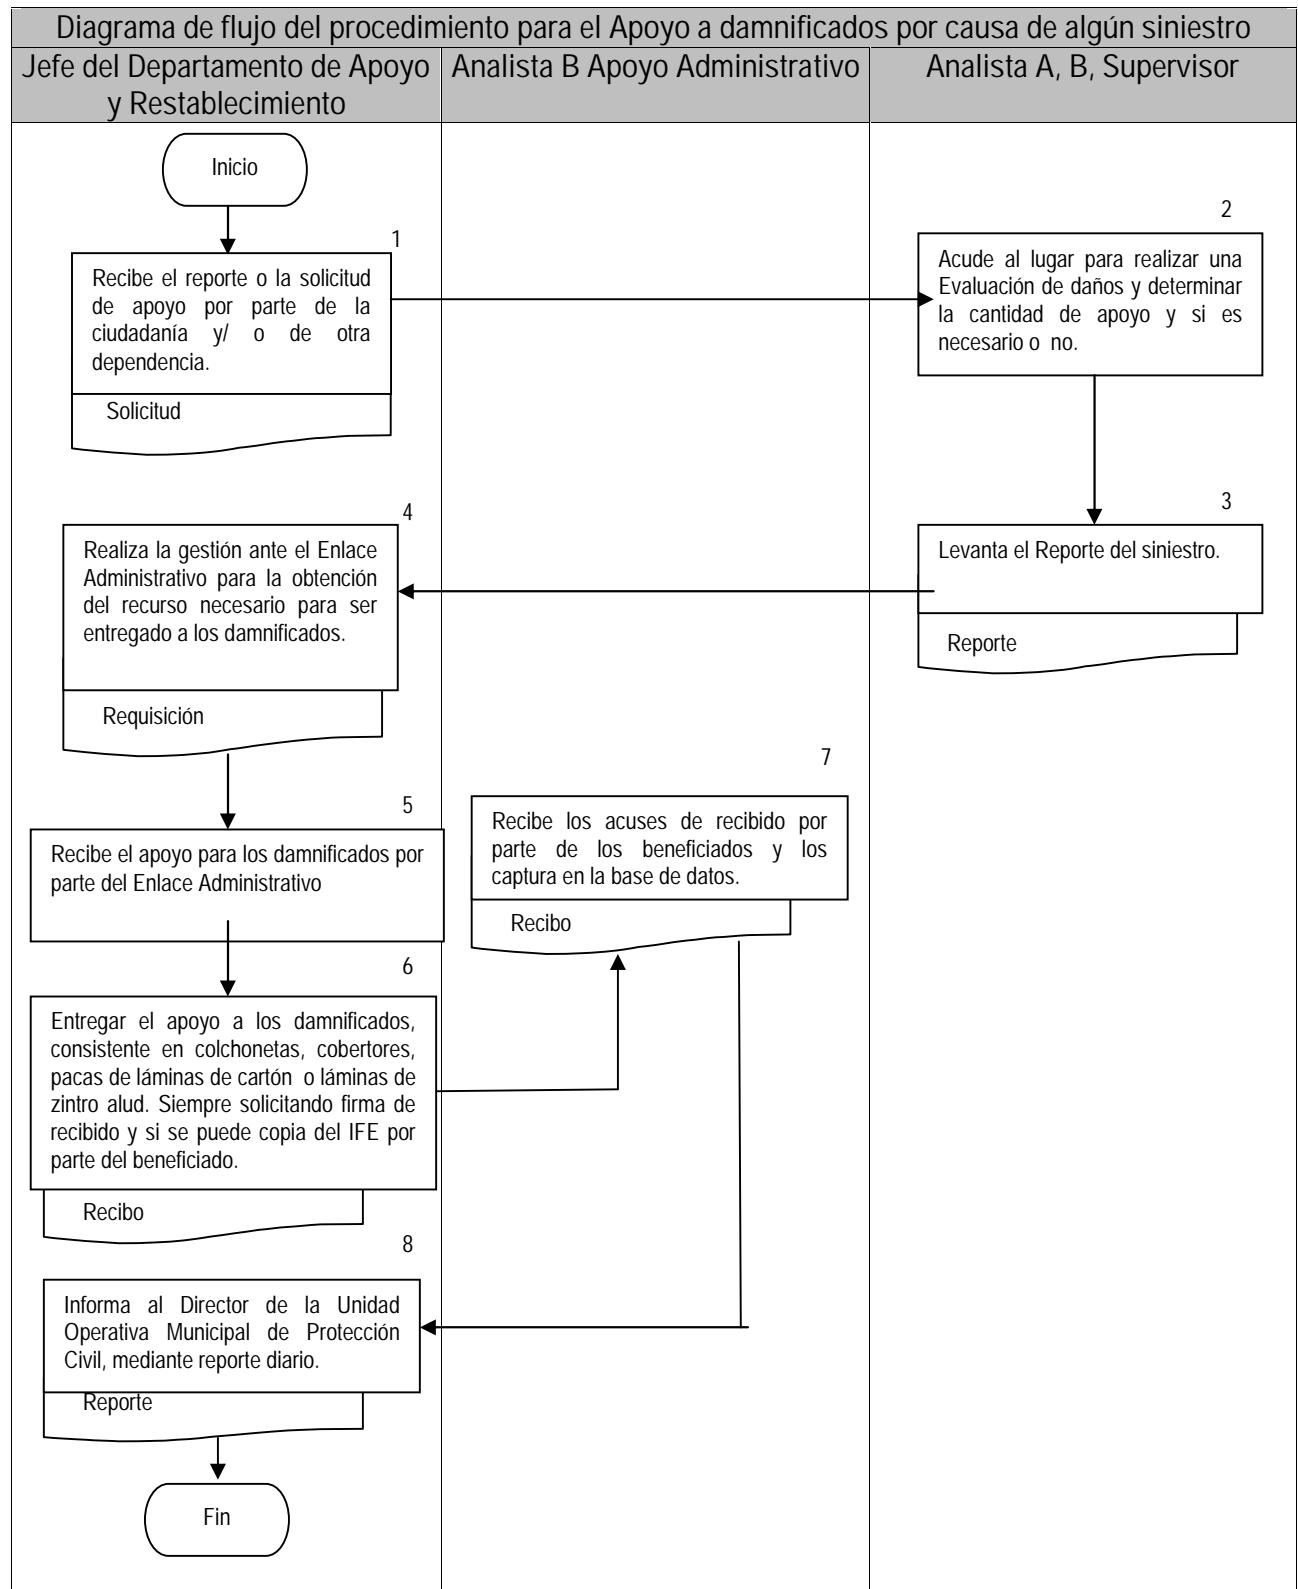 Diagrama de flujo del procedimiento para el Apoyo a damnificados por causa de algún siniestro
Jefe del Departamento de Apoyo
y Restablecimiento
Analista B Apoyo Administrativo
Analista A, B, Supervisor
Inicio
1
Recibe el reporte o la solicitud
de apoyo por parte de la
ciudadanía y/ o de otra
dependencia.
Solicitud
2
Acude al lugar para realizar una
Evaluación de daños y determinar
la cantidad de apoyo y si es
necesario o no.
3
Levanta el Reporte del siniestro.
Reporte
4
Realiza la gestión ante el Enlace
Administrativo para la obtención
del recurso necesario para ser
entregado a los damnificados.
Requisición
5
Recibe el apoyo para los damnificados por
parte del Enlace Administrativo
6
Entregar el apoyo a los damnificados,
consistente en colchonetas, cobertores,
pacas de láminas de cartón o láminas de
zintro alud. Siempre solicitando firma de
recibido y si se puede copia del IFE por
parte del beneficiado.
Recibo
7
Recibe los acuses de recibido por
parte de los beneficiados y los
captura en la base de datos.
Recibo
8
Informa al Director de la Unidad
Operativa Municipal de Protección
Civil, mediante reporte diario.
Reporte
Fin